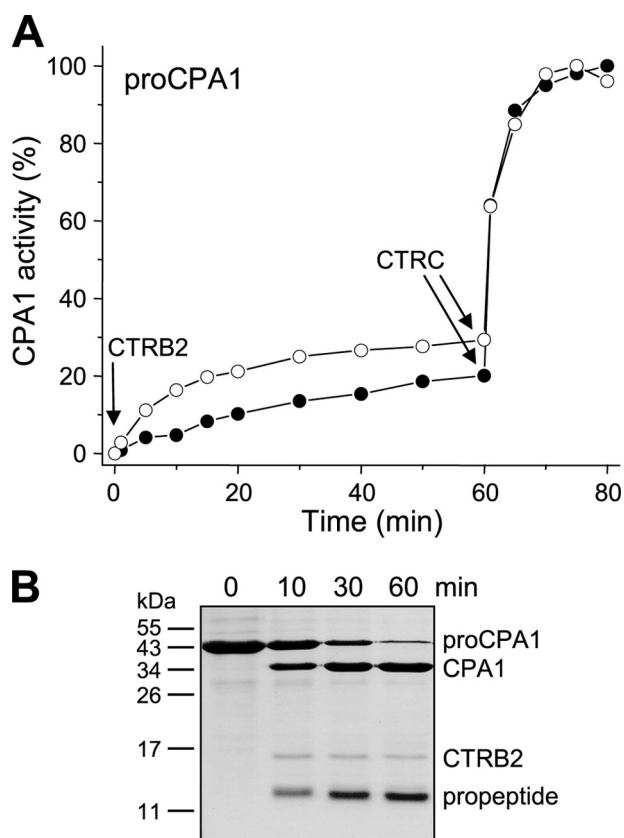 A
proCPA1
CPA1 activity (%)
100
80
60
40
20
0
CTRB2
CTRC
0 20 40 60 80
Time (min)
B
0 10 30 60 min
kDa
55
43
34
26
17
11
proCPA1
CPA1
CTRB2
propeptide